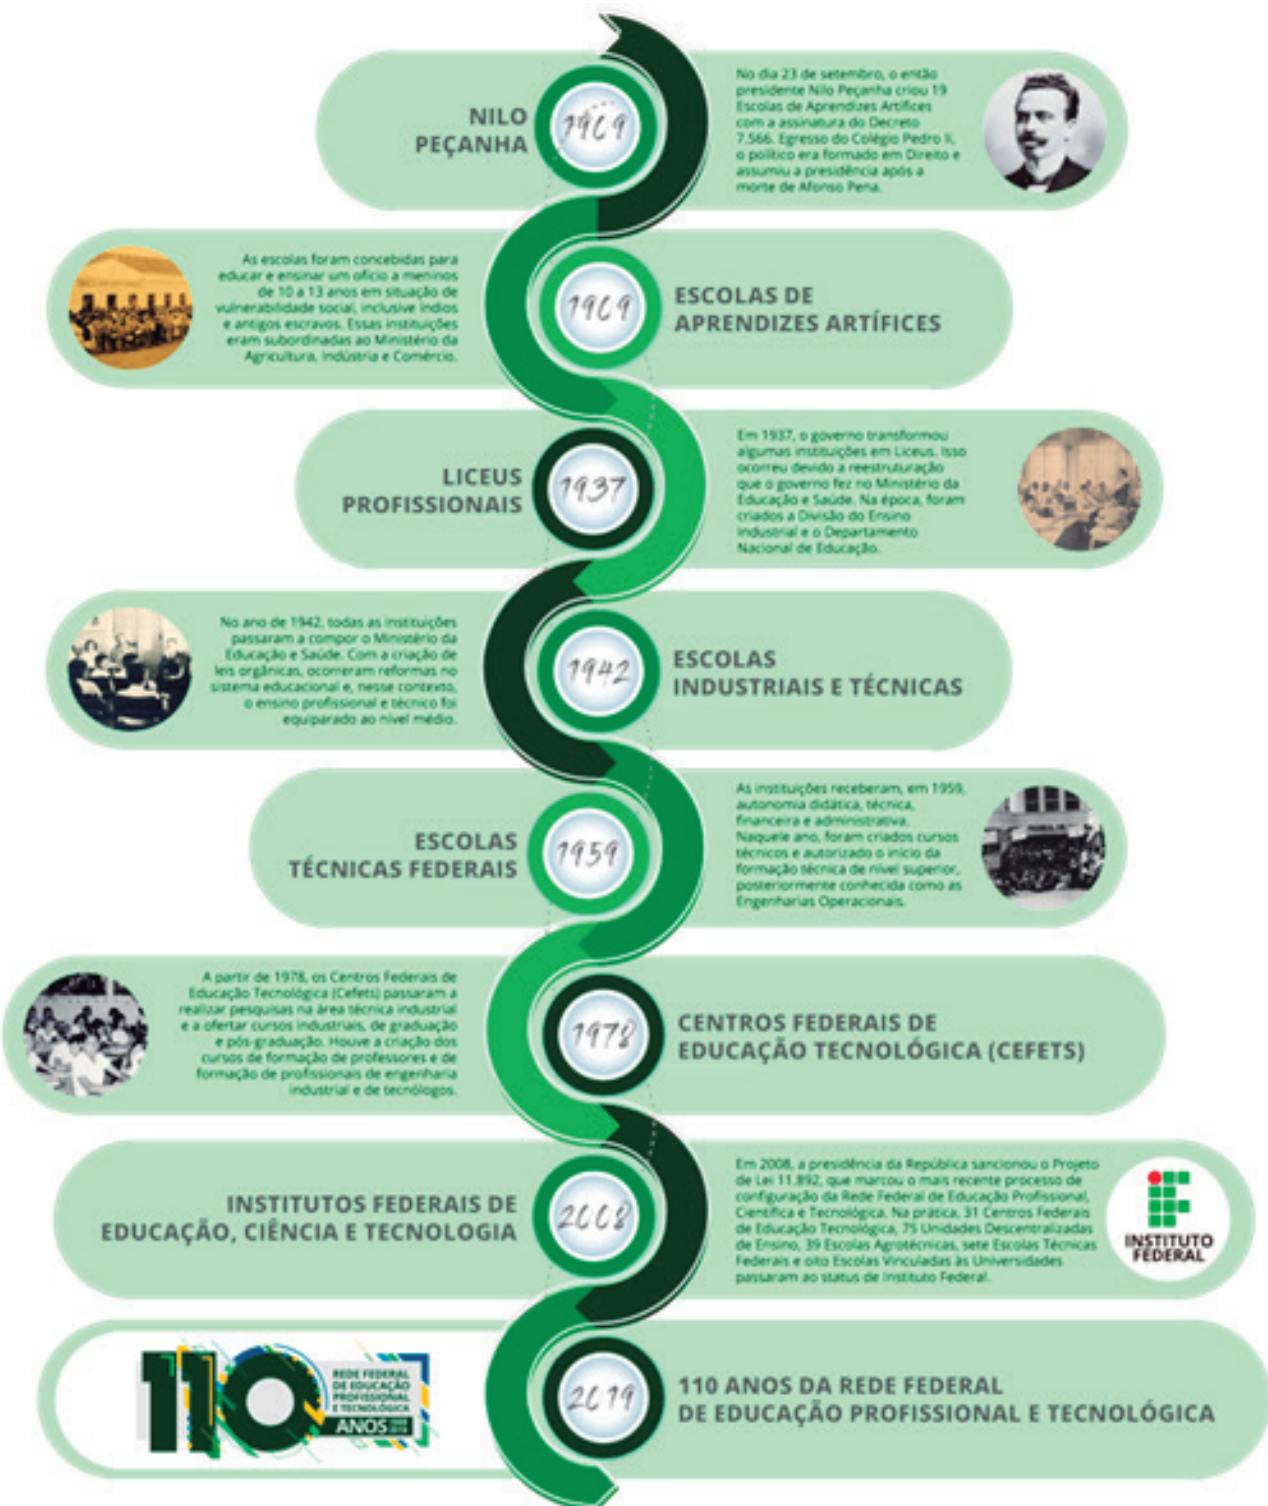 NILO
PEÇANHA
1909
No dia 23 de setembro, o então
presidente Nilo Peçanha criou 19
Escolas de Aprendizes Artífices
com a assinatura do Decreto
7.566. Egresso do Colégio Pedro II,
o político era formado em Direito e
assumiu a presidência após a
morte de Afonso Pena.
As escolas foram concebidas para
educar e ensinar um ofício a meninos
de 10 a 13 anos em situação de
vulnerabilidade social, inclusive índios
e antigos escravos. Essas instituições
eram subordinadas ao Ministério da
Agricultura, Indústria e Comércio.
1909
ESCOLAS DE
APRENDIZES ARTÍFICES
LICEUS
PROFISSIONAIS
1937
Em 1937, o governo transformou
algumas instituições em Liceus. Isso
ocorreu devido a reestruturação
que o governo fez no Ministério da
Educação e Saúde. Na época, foram
criados a Divisão do Ensino
Industrial e o Departamento
Nacional de Educação.
No ano de 1942, todas as instituições
passaram a compor o Ministério da
Educação e Saúde. Com a criação de
leis orgânicas, ocorreram reformas no
sistema educacional e, nesse contexto,
o ensino profissional e técnico foi
equiparado ao nível médio.
1942
ESCOLAS
INDUSTRIAIS E TÉCNICAS
ESCOLAS
TÉCNICAS FEDERAIS
1959
As instituições receberam, em 1959,
autonomia didática, técnica,
financeira e administrativa.
Naquele ano, foram criados cursos
técnicos e autorizado o início da
formação técnica de nível superior,
posteriormente conhecida como as
Engenharias Operacionais.
A partir de 1978, os Centros Federais de
Educação Tecnológica (Cefets) passaram a
realizar pesquisas na área técnica industrial
e a ofertar cursos industriais, de graduação
e pós-graduação. Houve a criação dos
cursos de formação de professores e de
formação de profissionais de engenharia
industrial e de tecnólogos.
1978
CENTROS FEDERAIS DE
EDUCAÇÃO TECNOLÓGICA (CEFETS)
INSTITUTOS FEDERAIS DE
EDUCAÇÃO, CIÊNCIA E TECNOLOGIA
2008
Em 2008, a presidência da República sancionou o Projeto
de Lei 11.892, que marcou o mais recente processo de
configuração da Rede Federal de Educação Profissional,
Científica e Tecnológica. Na prática, 31 Centros Federais
de Educação Tecnológica, 75 Unidades Descentralizadas
de Ensino, 39 Escolas Agrotécnicas, sete Escolas Técnicas
Federais e oito Escolas Vinculadas às Universidades
passaram ao status de Instituto Federal.
INSTITUTO
FEDERAL
110
REDE FEDERAL
DE EDUCAÇÃO
PROFISSIONAL
E TECNOLÓGICA
ANOS
2019
110 ANOS DA REDE FEDERAL
DE EDUCAÇÃO PROFISSIONAL E TECNOLÓGICA